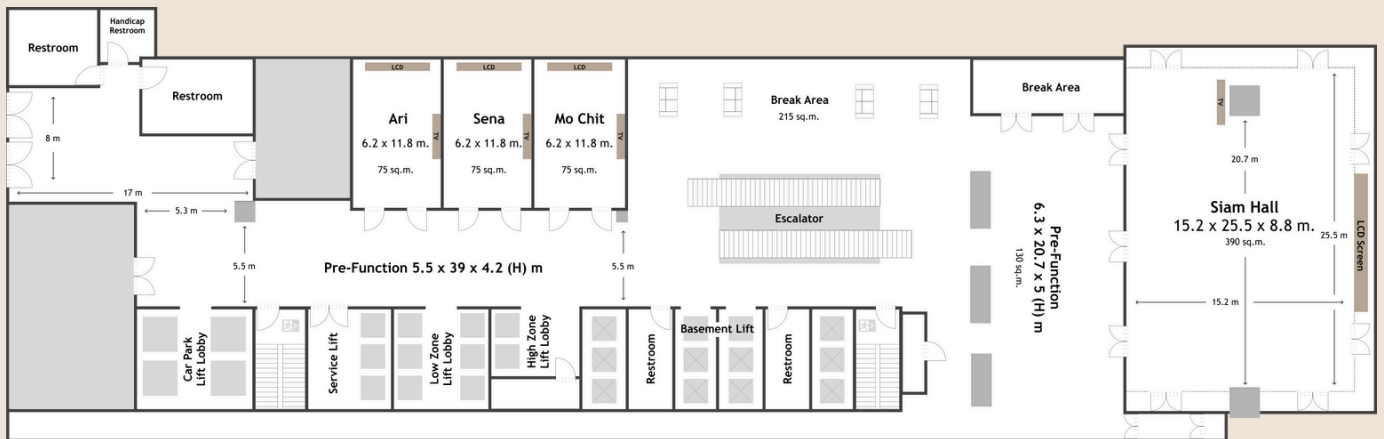 Handicap
Restroom
Restroom
Restroom
8 m
17 m
5.3 m
5.5 m
LCD
Ari
6.2 x 11.8 m.
75 sq.m.
TV
LCD
Sena
6.2 x 11.8 m.
75 sq.m.
TV
LCD
Mo Chit
6.2 x 11.8 m.
75 sq.m.
TV
Break Area
215 sq.m.
Escalator
Break Area
Pre-Function 5.5 x 39 x 4.2 (H) m
5.5 m
Pre-Function
6.3 x 20.7 x 5 (H) m
130 sq.m.
TV
20.7 m
Siam Hall
15.2 x 25.5 x 8.8 m.
390 sq.m.
25.5 m
LCD Screen
15.2 m
Car Park
Lift Lobby
Service Lift
Low Zone
Lift Lobby
High Zone
Lift Lobby
Restroom
Basement Lift
Restroom